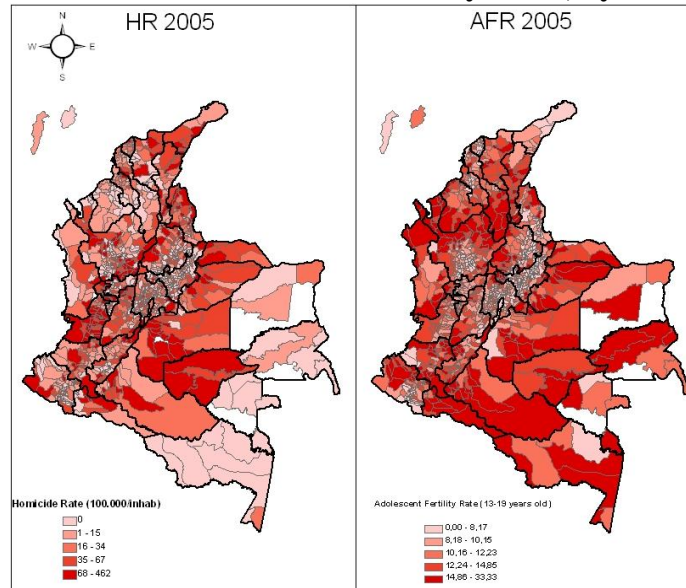 HR 2005
AFR 2005
N
W E
S
Homicide Rate (100.000/inhab)
0
1 - 15
16 - 34
35 - 67
68 - 462
Adolescent Fertility Rate (13-19 years old)
0,00 - 8,17
8,18 - 10,15
10,16 - 12,23
12,24 - 14,85
14,86 - 33,33